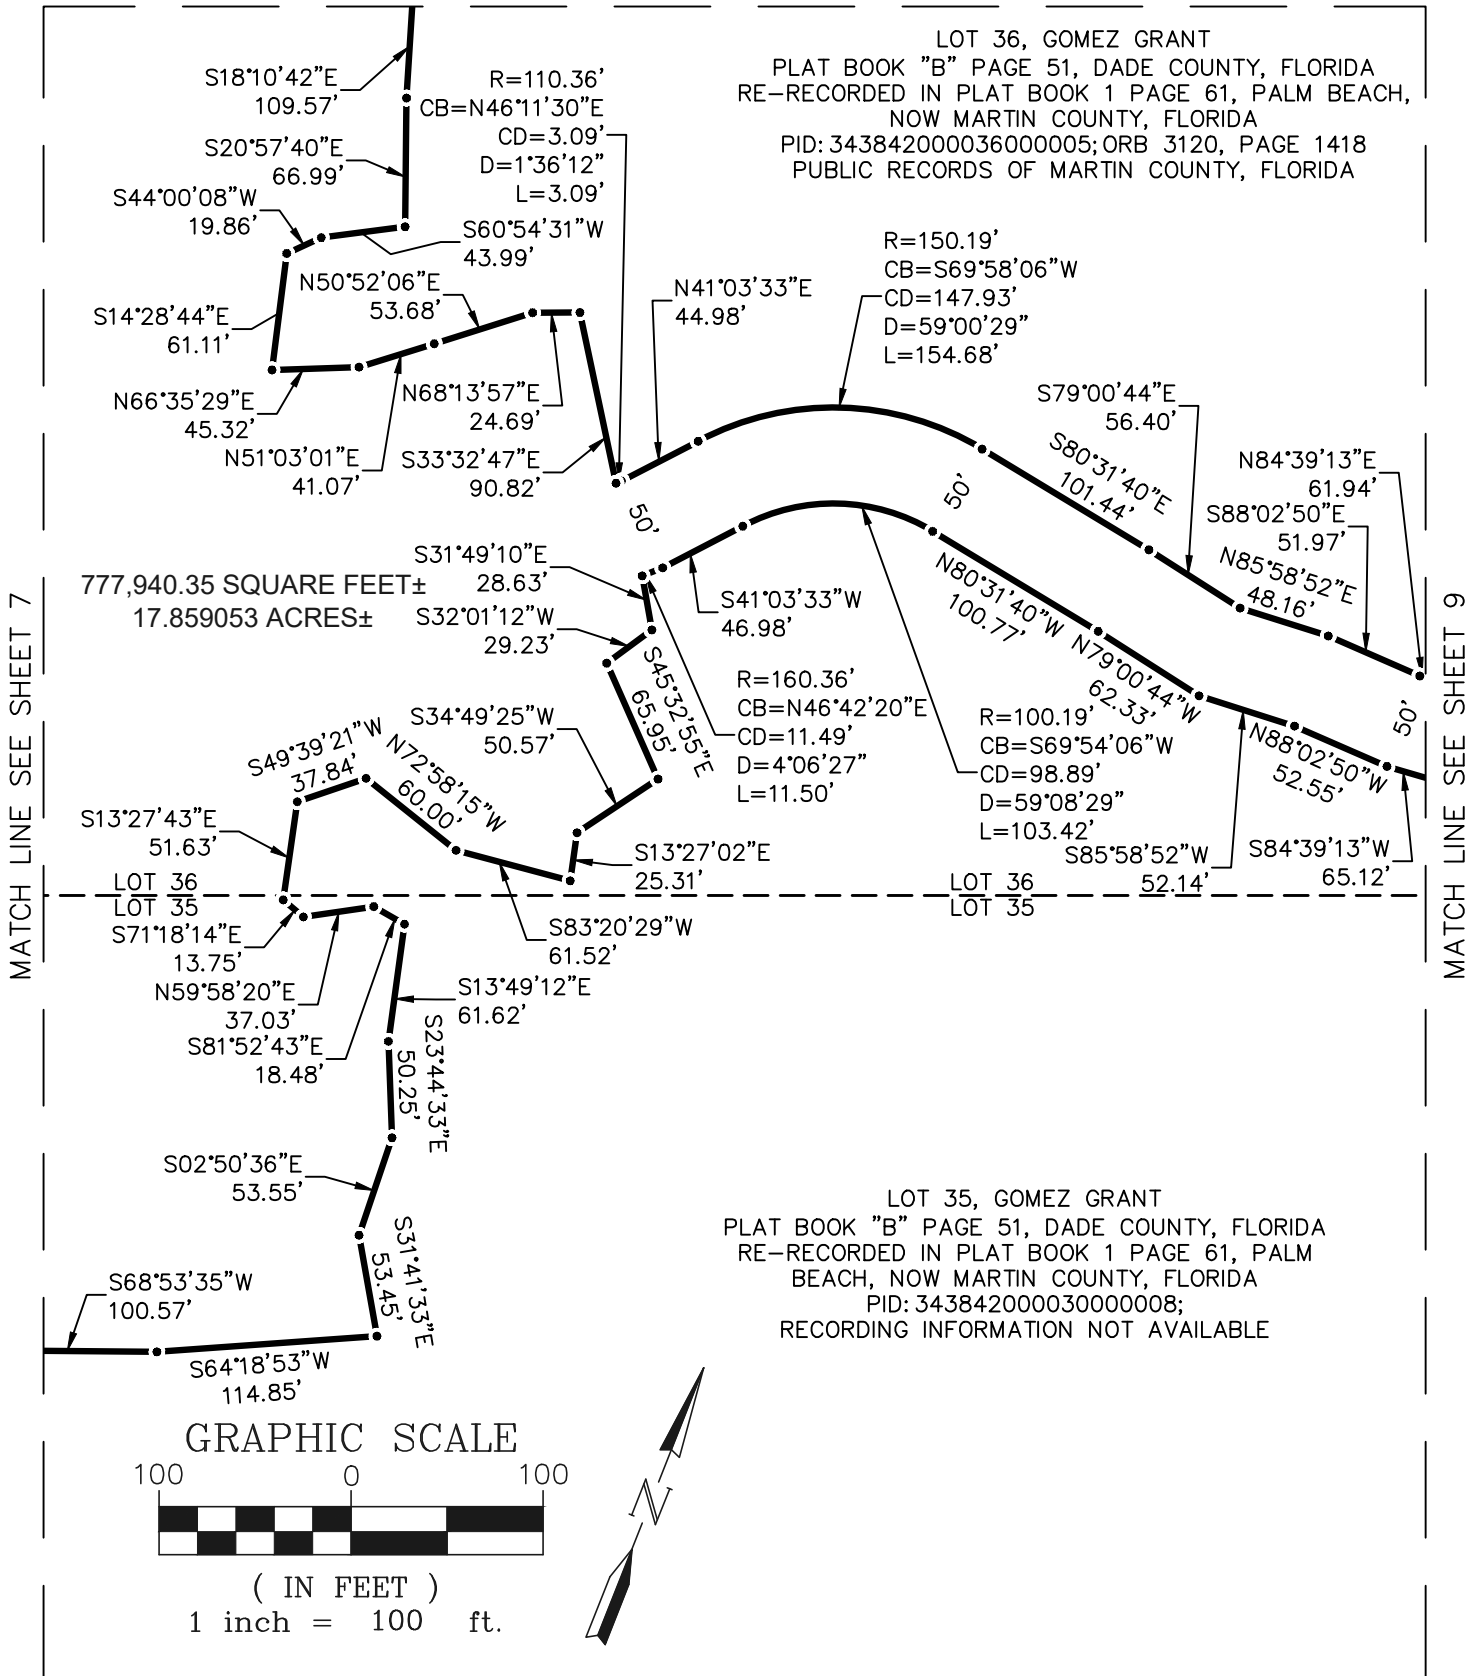 LOT 36, GOMEZ GRANT
PLAT BOOK "B" PAGE 51, DADE COUNTY, FLORIDA
RE-RECORDED IN PLAT BOOK 1 PAGE 61, PALM BEACH,
NOW MARTIN COUNTY, FLORIDA
PID: 343842000036000005; ORB 3120, PAGE 1418
PUBLIC RECORDS OF MARTIN COUNTY, FLORIDA
S18°10'42"E
109.57'
R=110.36'
CB=N46°11'30"E
CD=3.09'
D=1°36'12"
L=3.09'
S20°57'40"E
66.99'
S44°00'08"W
19.86'
S60°54'31"W
43.99'
N50°52'06"E
53.68'
S14°28'44"E
61.11'
N66°35'29"E
45.32'
N51°03'01"E
41.07'
N68°13'57"E
24.69'
S33°32'47"E
90.82'
N41°03'33"E
44.98'
R=150.19'
CB=S69°58'06"W
CD=147.93'
D=59°00'29"
L=154.68'
S79°00'44"E
56.40'
S80°31'40"E
101.44'
N84°39'13"E
61.94'
S88°02'50"E
51.97'
N85°58'52"E
48.16'
50'
50'
50'
MATCH LINE SEE SHEET 7
777,940.35 SQUARE FEET±
17.859053 ACRES±
S31°49'10"E
28.63'
S32°01'12"W
29.23'
S45°32'55"E
65.95'
S34°49'25"W
50.57'
S41°03'33"W
46.98'
R=160.36'
CB=N46°42'20"E
CD=11.49'
D=4°06'27"
L=11.50'
N80°31'40"W
100.77'
N79°00'44"W
62.33'
R=100.19'
CB=S69°54'06"W
CD=98.89'
D=59°08'29"
L=103.42'
N88°02'50"W
52.55'
S85°58'52"W
52.14'
S84°39'13"W
65.12'
MATCH LINE SEE SHEET 9
S49°39'21"W
37.84'
N72°58'15"W
60.00'
S13°27'43"E
51.63'
S13°27'02"E
25.31'
LOT 36
LOT 35
LOT 36
LOT 35
S71°18'14"E
13.75'
S83°20'29"W
61.52'
N59°58'20"E
37.03'
S81°52'43"E
18.48'
S13°49'12"E
61.62'
S23°44'33"E
50.25'
S02°50'36"E
53.55'
S31°41'33"E
53.45'
S68°53'35"W
100.57'
S64°18'53"W
114.85'
LOT 35, GOMEZ GRANT
PLAT BOOK "B" PAGE 51, DADE COUNTY, FLORIDA
RE-RECORDED IN PLAT BOOK 1 PAGE 61, PALM
BEACH, NOW MARTIN COUNTY, FLORIDA
PID: 343842000030000008;
RECORDING INFORMATION NOT AVAILABLE
GRAPHIC SCALE
100 0 100
( IN FEET )
1 inch = 100 ft.
N